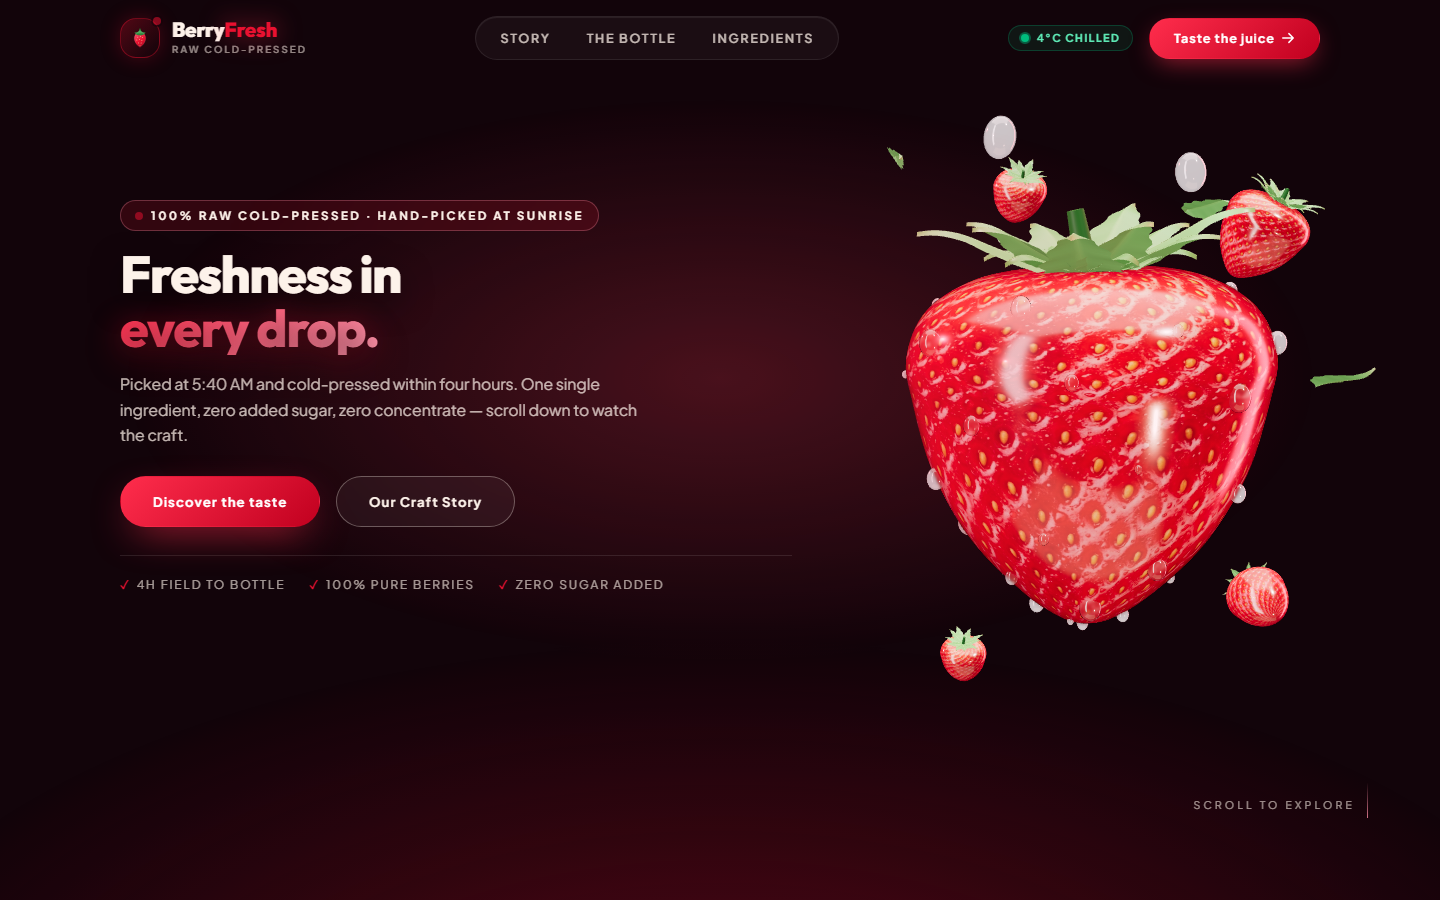 BerryFresh
RAW COLD-PRESSED
STORY
THE BOTTLE
INGREDIENTS
4°C CHILLED
Taste the juice →
100% RAW COLD-PRESSED · HAND-PICKED AT SUNRISE
Freshness in
every drop.
Picked at 5:40 AM and cold-pressed within four hours. One single
ingredient, zero added sugar, zero concentrate — scroll down to watch
the craft.
Discover the taste
Our Craft Story
✓ 4H FIELD TO BOTTLE
✓ 100% PURE BERRIES
✓ ZERO SUGAR ADDED
SCROLL TO EXPLORE